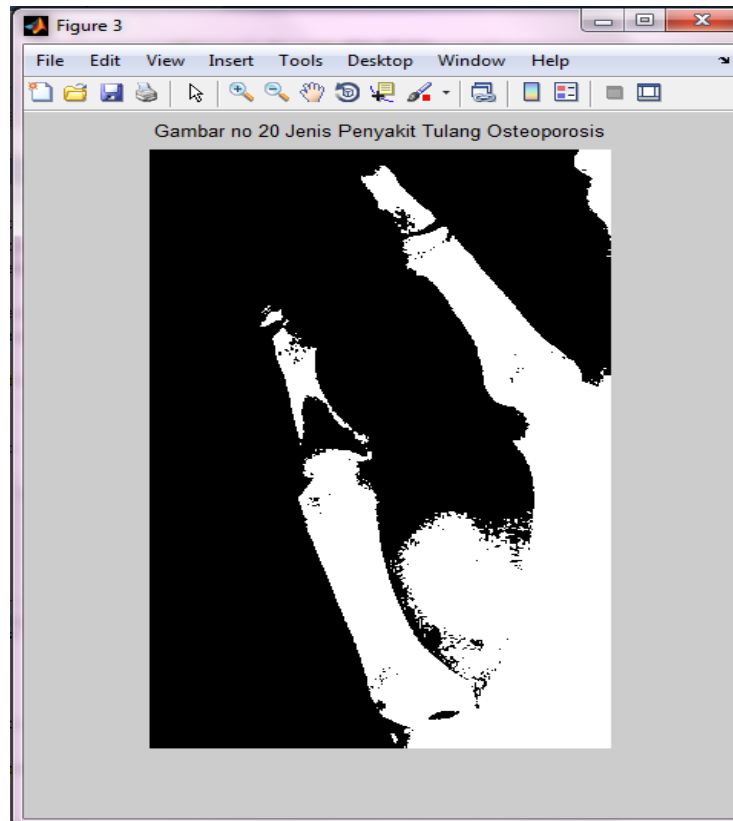 Figure 3
File Edit View Insert Tools Desktop Window Help
Gambar no 20 Jenis Penyakit Tulang Osteoporosis